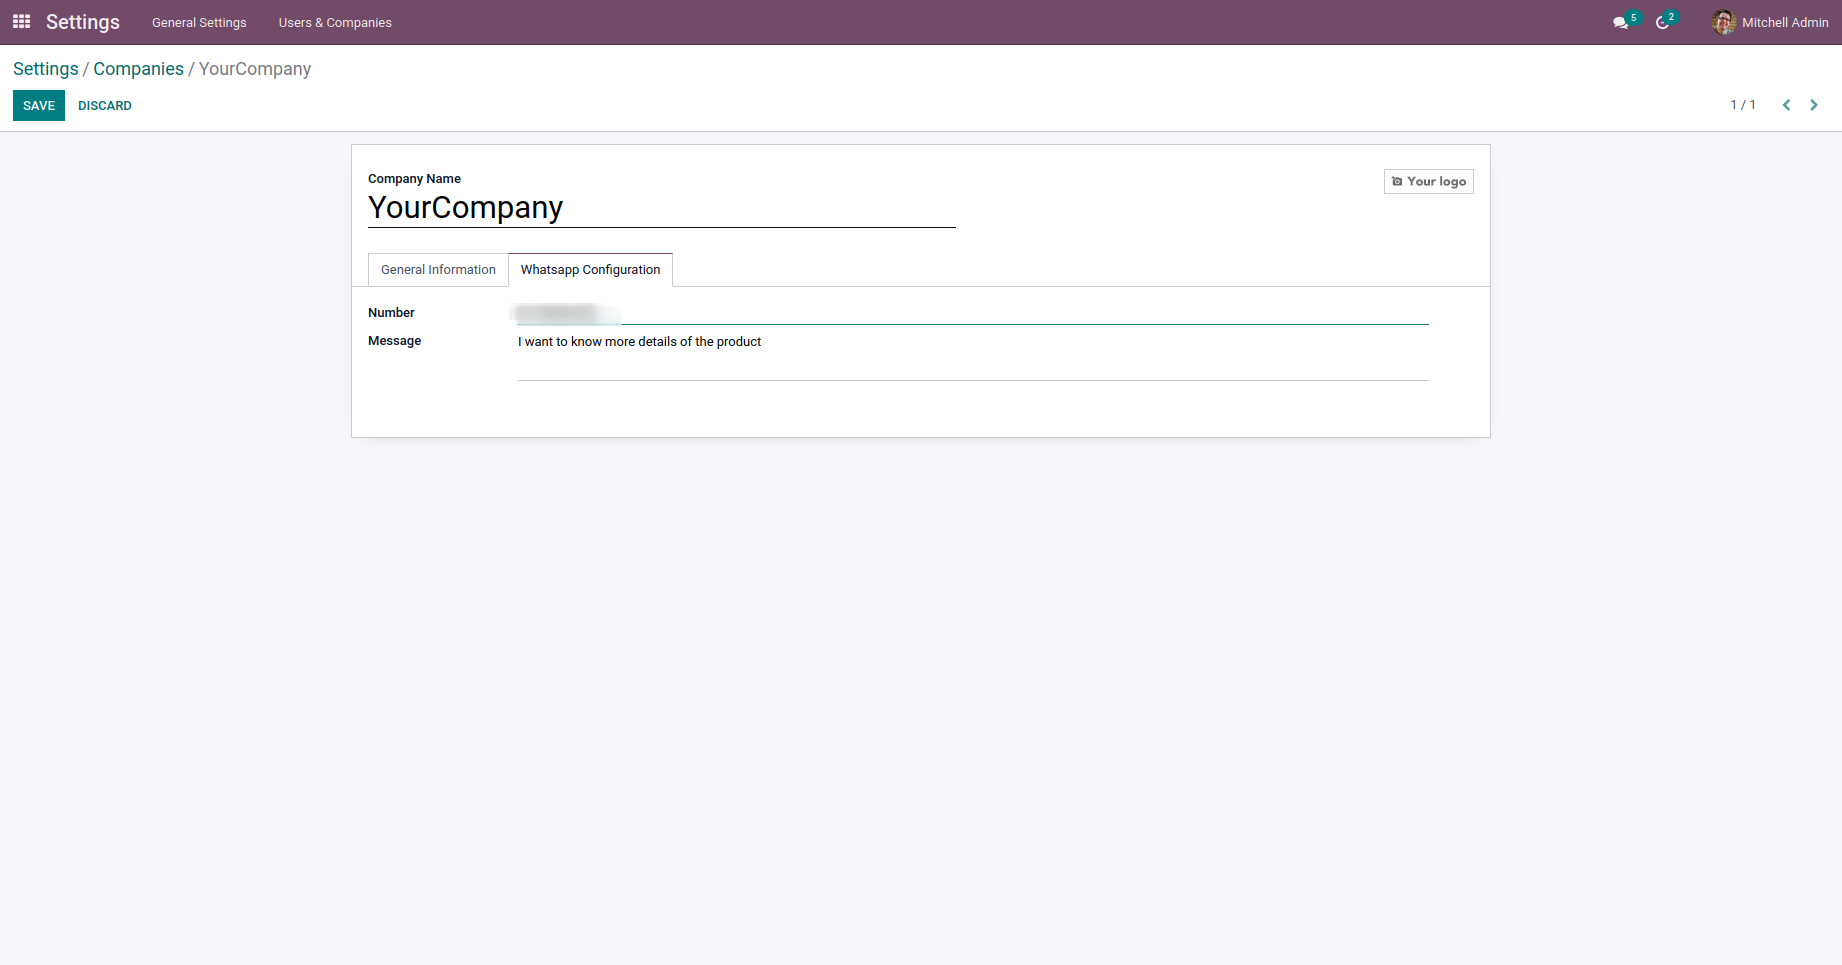 Settings General Settings Users & Companies 5 2 Mitchell Admin
Settings / Companies / YourCompany
SAVE DISCARD 1 / 1
Company Name Your logo
YourCompany
General Information Whatsapp Configuration
Number
Message I want to know more details of the product